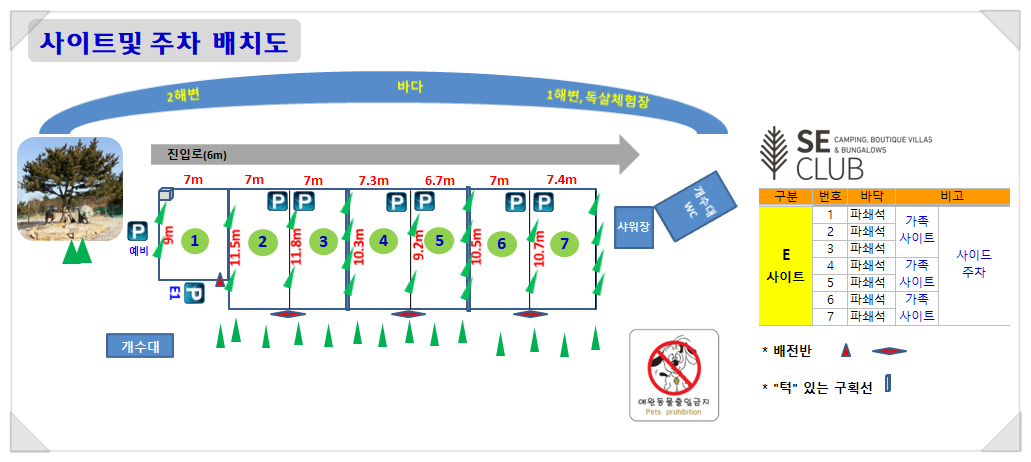 사이트및 주차 배치도
2해변
바다
1해변, 독살체험장
진입로(6m)
7m
7m
7m
7.3m
6.7m
7m
7.4m
P
P
P
P
P
P
P
예비
9m
1
11.5m
2
11.8m
3
10.3m
4
9.2m
5
10.5m
6
10.7m
7
샤워장
개수대
WC
E1
P
개수대
애완동물출입금지
Pets prohibition
SE
CLUB
CAMPING, BOUTIQUE VILLAS
& BUNGALOWS
구분 번호 바닥 비고
E
사이트
1 파쇄석
2 파쇄석
3 파쇄석
4 파쇄석
5 파쇄석
6 파쇄석
7 파쇄석
가족
사이트
가족
사이트
가족
사이트
사이드
주차
* 배전반
* "턱" 있는 구획선